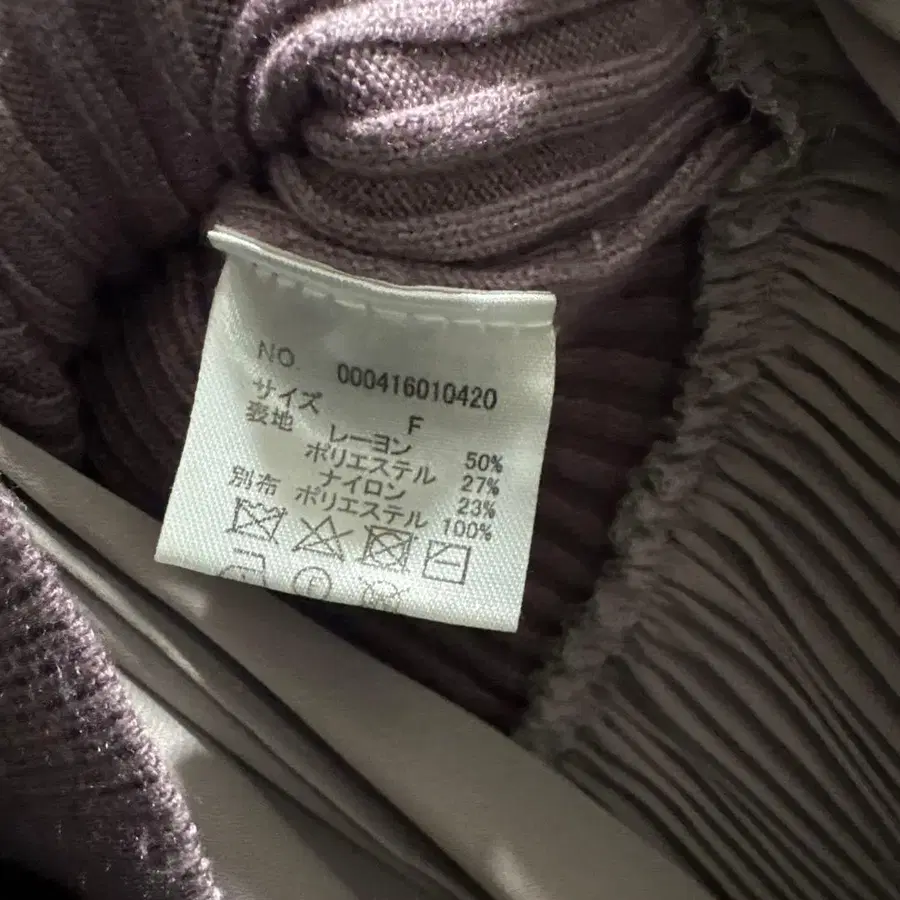 NO. 000416010420
サイズ F
表地 レーヨン 50%
ポリエステル 27%
ナイロン 23%
別布 ポリエステル 100%